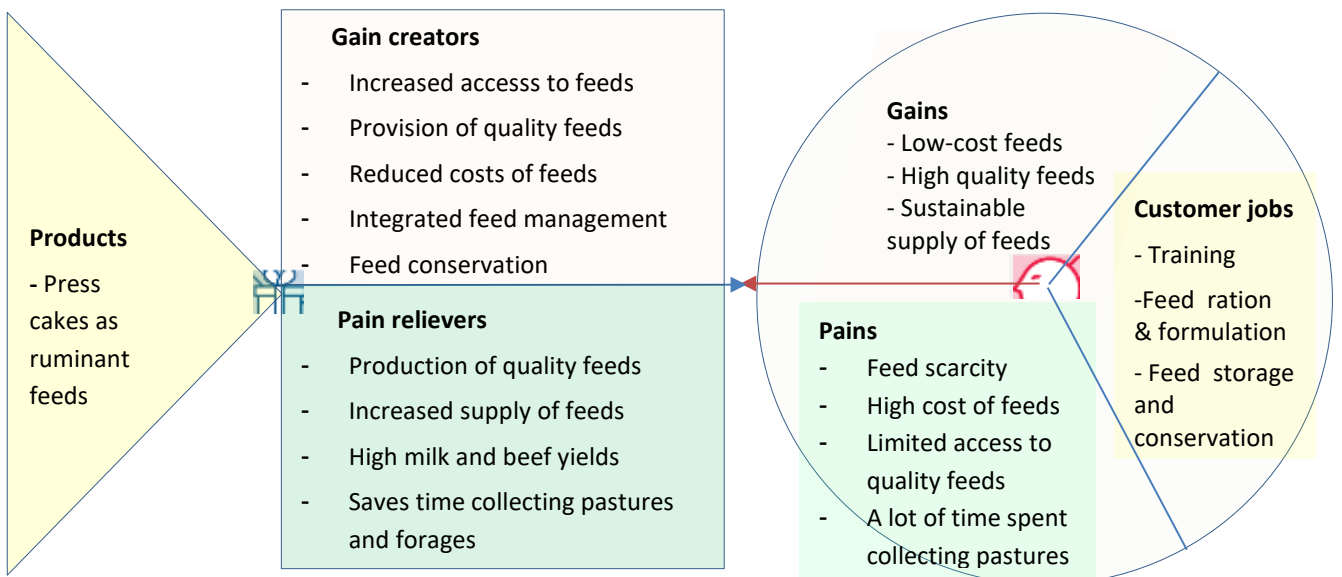 Products
- Press
cakes as
ruminant
feeds
Gain creators
- Increased accesss to feeds
- Provision of quality feeds
- Reduced costs of feeds
- Integrated feed management
- Feed conservation
Pain relievers
- Production of quality feeds
- Increased supply of feeds
- High milk and beef yields
- Saves time collecting pastures
and forages
Gains
- Low-cost feeds
- High quality feeds
- Sustainable
supply of feeds
Pains
- Feed scarcity
- High cost of feeds
- Limited access to
quality feeds
- A lot of time spent
collecting pastures
Customer jobs
- Training
-Feed ration
& formulation
- Feed storage
and
conservation